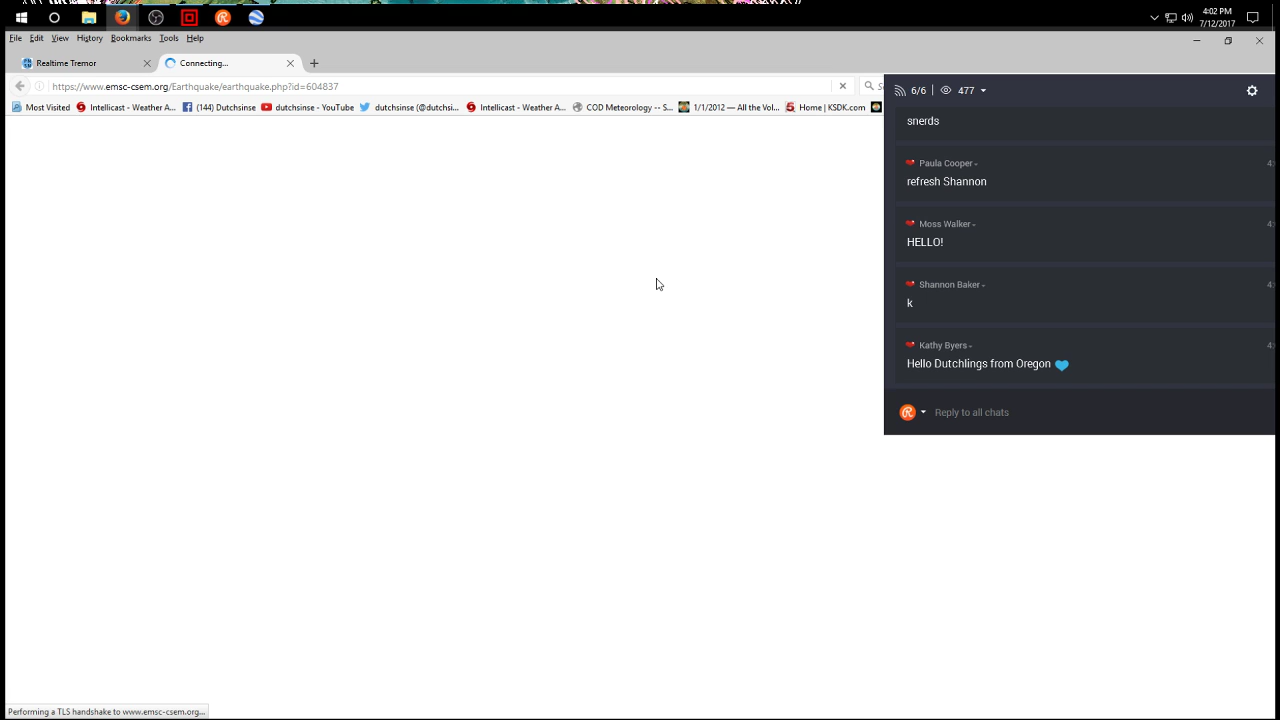 4:02 PM
7/12/2017
File Edit View History Bookmarks Tools Help
Realtime Tremor Connecting...
https://www.emsc-csem.org/Earthquake/earthquake.php?id=604837
Most Visited Intellicast - Weather A... (144) Dutchsinse dutchsinse - YouTube dutchsinse (@dutchsi... Intellicast - Weather A... COD Meteorology -- S... 1/1/2012 — All the Vol... Home | KSDK.com
6/6 477
snerds
Paula Cooper
refresh Shannon
Moss Walker
HELLO!
Shannon Baker
k
Kathy Byers
Hello Dutchlings from Oregon
Reply to all chats
Performing a TLS handshake to www.emsc-csem.org...